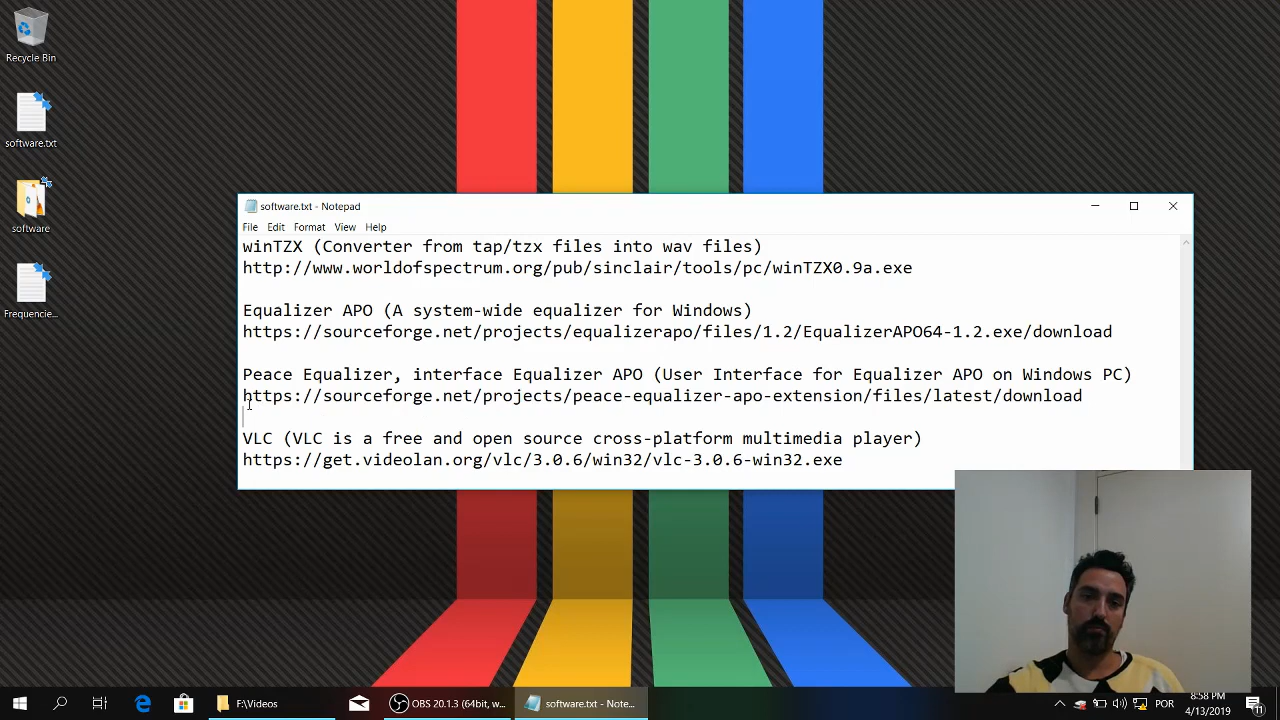 Recycle Bin
software.txt
software
Frequencie...
software.txt - Notepad
File Edit Format View Help
winTZX (Converter from tap/tzx files into wav files)
http://www.worldofspectrum.org/pub/sinclair/tools/pc/winTZX0.9a.exe
Equalizer APO (A system-wide equalizer for Windows)
https://sourceforge.net/projects/equalizerapo/files/1.2/EqualizerAPO64-1.2.exe/download
Peace Equalizer, interface Equalizer APO (User Interface for Equalizer APO on Windows PC)
https://sourceforge.net/projects/peace-equalizer-apo-extension/files/latest/download
VLC (VLC is a free and open source cross-platform multimedia player)
https://get.videolan.org/vlc/3.0.6/win32/vlc-3.0.6-win32.exe
F:\Videos
OBS 20.1.3 (64bit, w...
software.txt - Note...
POR
8:58 PM
4/13/2019
11